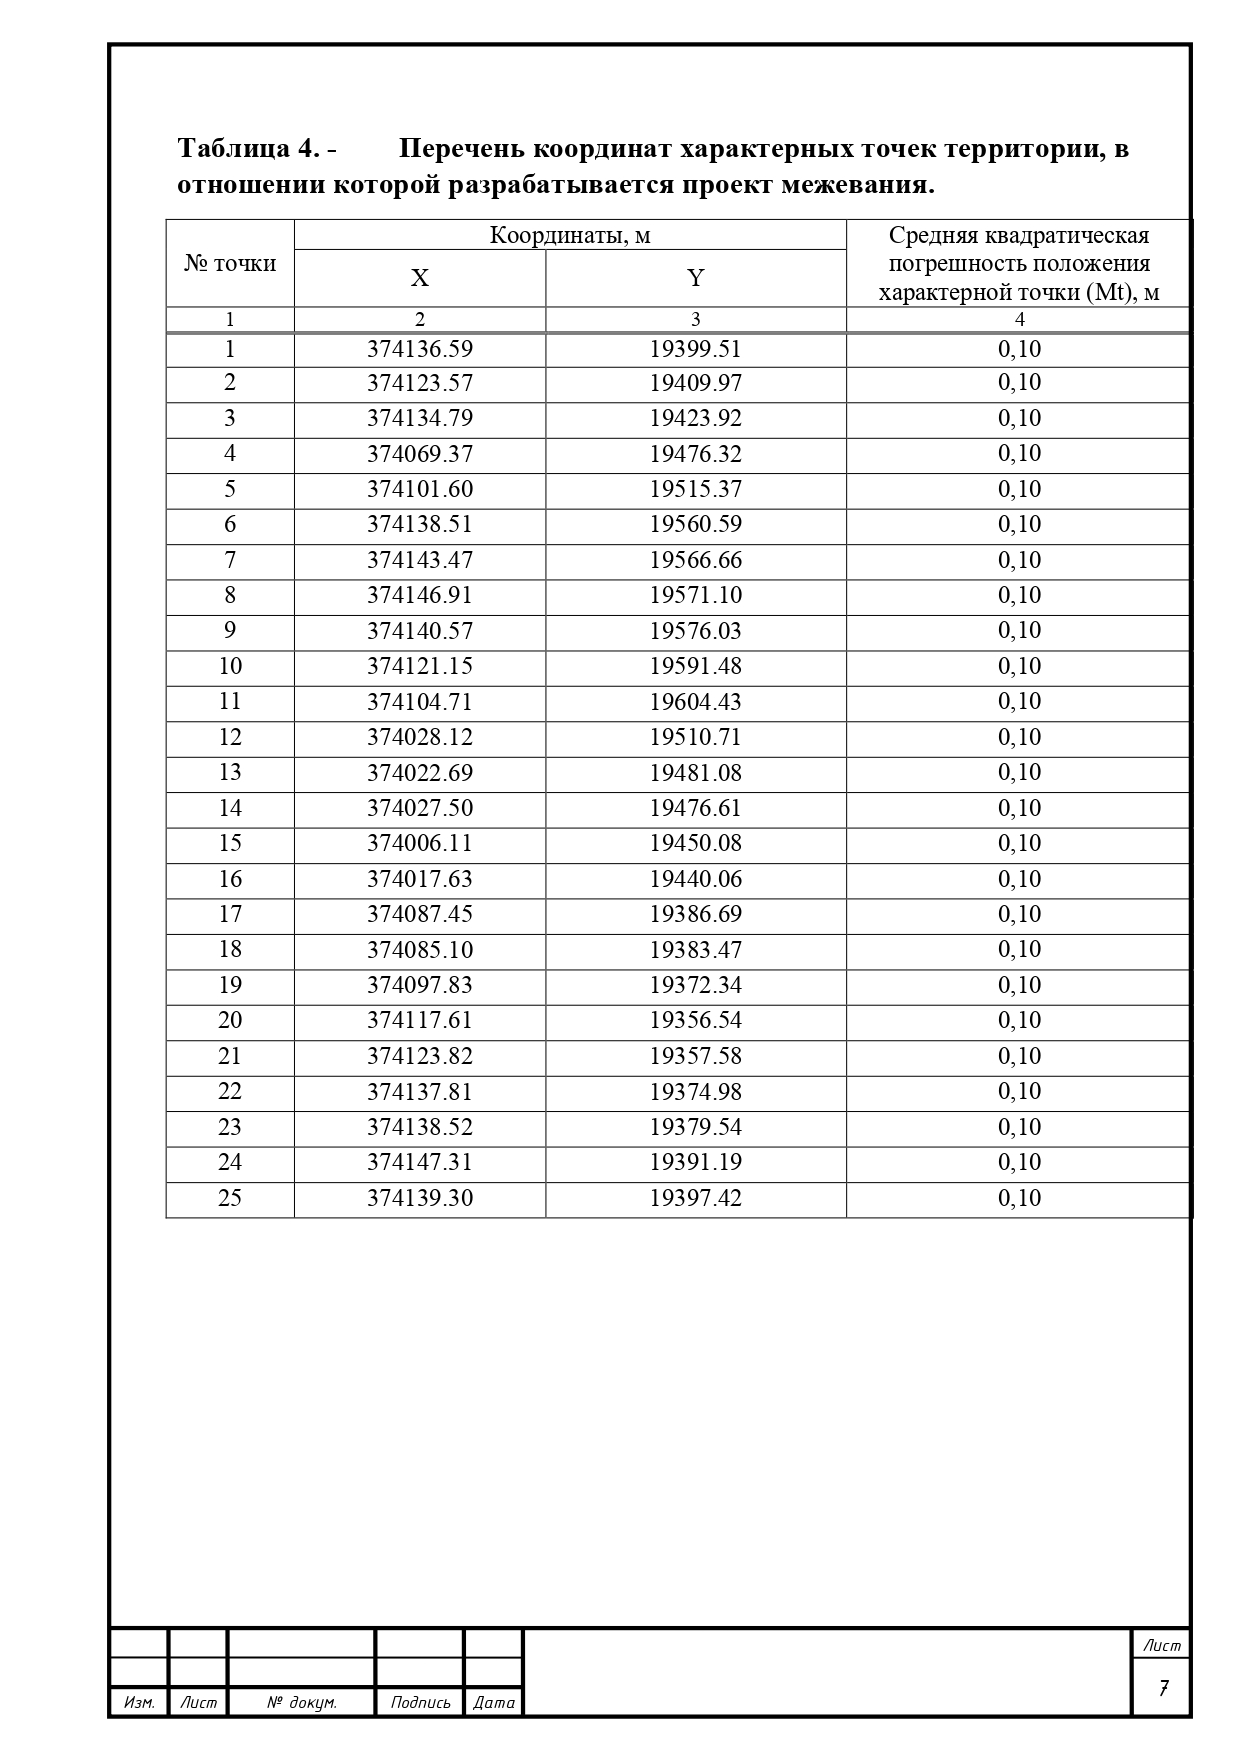 Таблица 4. - Перечень координат характерных точек территории, в
отношении которой разрабатывается проект межевания.
№ точки
Координаты, м
Средняя квадратическая
погрешность положения
характерной точки (Mt), м
X Y
1 2 3 4
1 374136.59 19399.51 0,10
2 374123.57 19409.97 0,10
3 374134.79 19423.92 0,10
4 374069.37 19476.32 0,10
5 374101.60 19515.37 0,10
6 374138.51 19560.59 0,10
7 374143.47 19566.66 0,10
8 374146.91 19571.10 0,10
9 374140.57 19576.03 0,10
10 374121.15 19591.48 0,10
11 374104.71 19604.43 0,10
12 374028.12 19510.71 0,10
13 374022.69 19481.08 0,10
14 374027.50 19476.61 0,10
15 374006.11 19450.08 0,10
16 374017.63 19440.06 0,10
17 374087.45 19386.69 0,10
18 374085.10 19383.47 0,10
19 374097.83 19372.34 0,10
20 374117.61 19356.54 0,10
21 374123.82 19357.58 0,10
22 374137.81 19374.98 0,10
23 374138.52 19379.54 0,10
24 374147.31 19391.19 0,10
25 374139.30 19397.42 0,10
Лист
7
Изм. Лист № докум. Подпись Дата